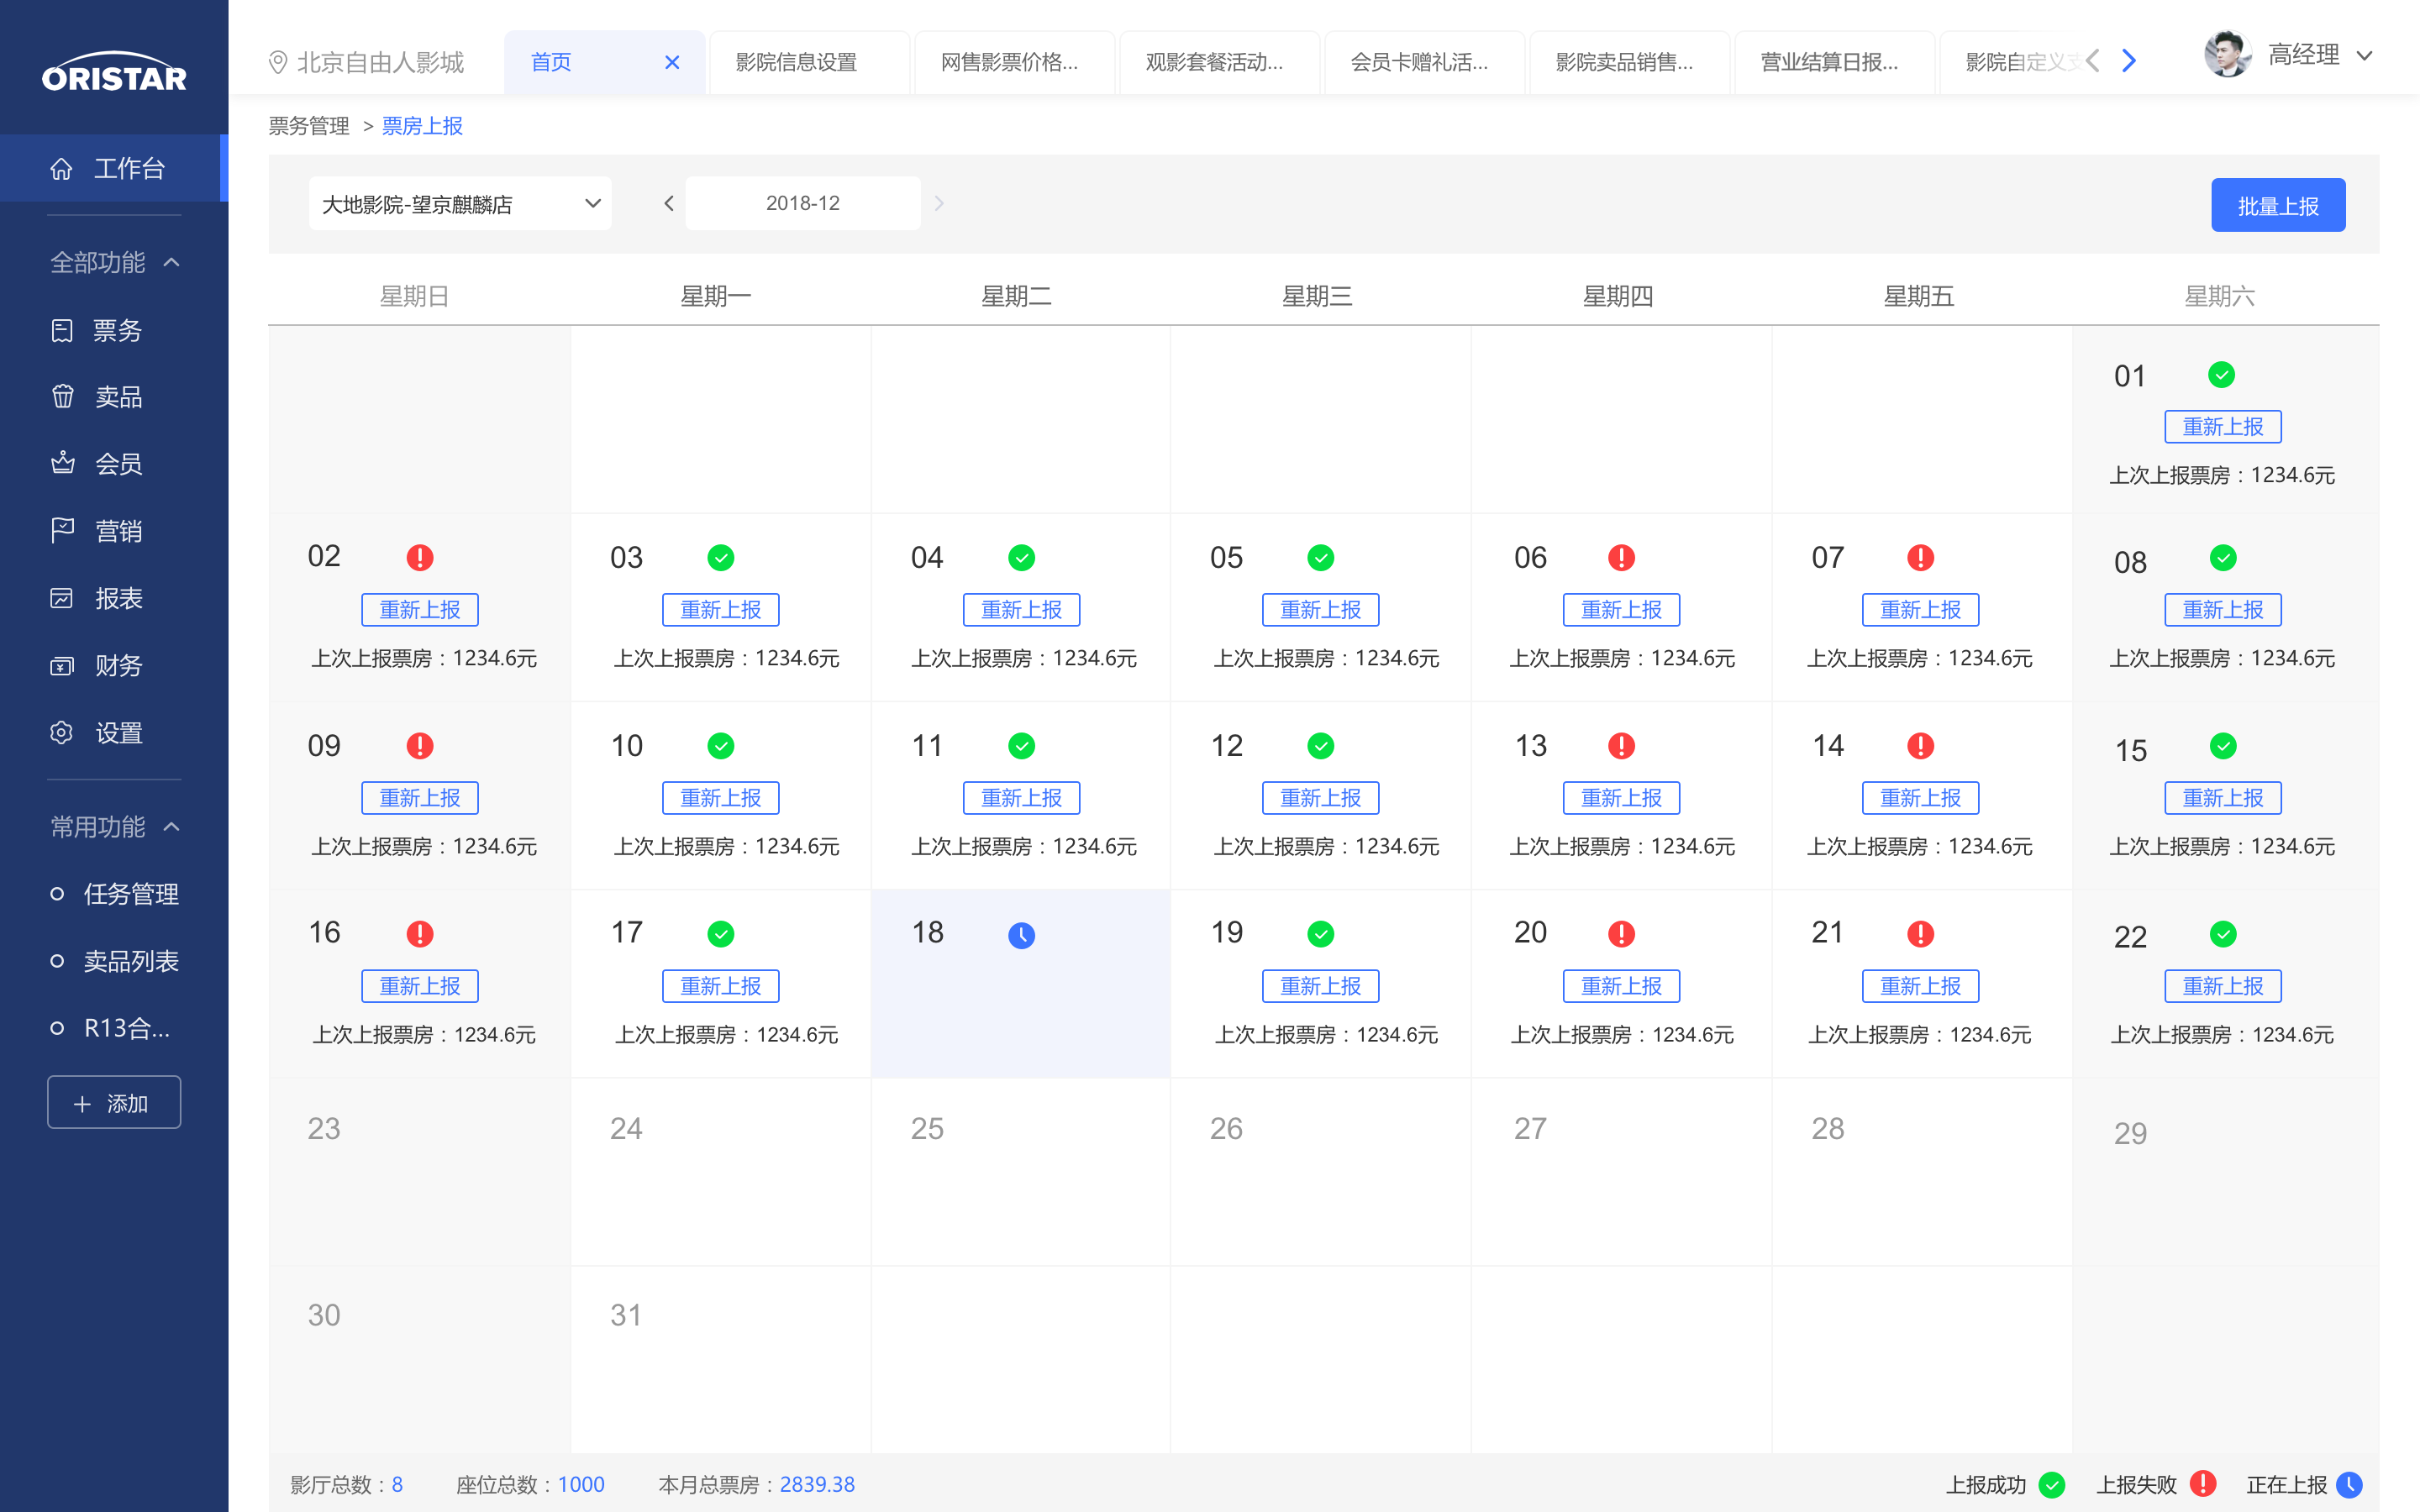 ORISTAR
北京自由人影城
首页
影院信息设置
网售影票价格...
观影套餐活动...
会员卡赠礼活...
影院卖品销售...
营业结算日报...
影院自定义支
高经理
工作台
全部功能
票务
卖品
会员
营销
报表
财务
设置
常用功能
任务管理
卖品列表
R13合...
添加
票务管理 > 票房上报
大地影院-望京麒麟店
2018-12
批量上报
星期日 星期一 星期二 星期三 星期四 星期五 星期六
01
重新上报
上次上报票房：1234.6元
02 03 04 05 06 07 08
重新上报 重新上报 重新上报 重新上报 重新上报 重新上报 重新上报
上次上报票房：1234.6元 上次上报票房：1234.6元 上次上报票房：1234.6元 上次上报票房：1234.6元 上次上报票房：1234.6元 上次上报票房：1234.6元 上次上报票房：1234.6元
09 10 11 12 13 14 15
重新上报 重新上报 重新上报 重新上报 重新上报 重新上报 重新上报
上次上报票房：1234.6元 上次上报票房：1234.6元 上次上报票房：1234.6元 上次上报票房：1234.6元 上次上报票房：1234.6元 上次上报票房：1234.6元 上次上报票房：1234.6元
16 17 18 19 20 21 22
重新上报 重新上报 重新上报 重新上报 重新上报 重新上报
上次上报票房：1234.6元 上次上报票房：1234.6元 上次上报票房：1234.6元 上次上报票房：1234.6元 上次上报票房：1234.6元 上次上报票房：1234.6元
23 24 25 26 27 28 29
30 31
影厅总数：8 座位总数：1000 本月总票房：2839.38 上报成功 上报失败 正在上报